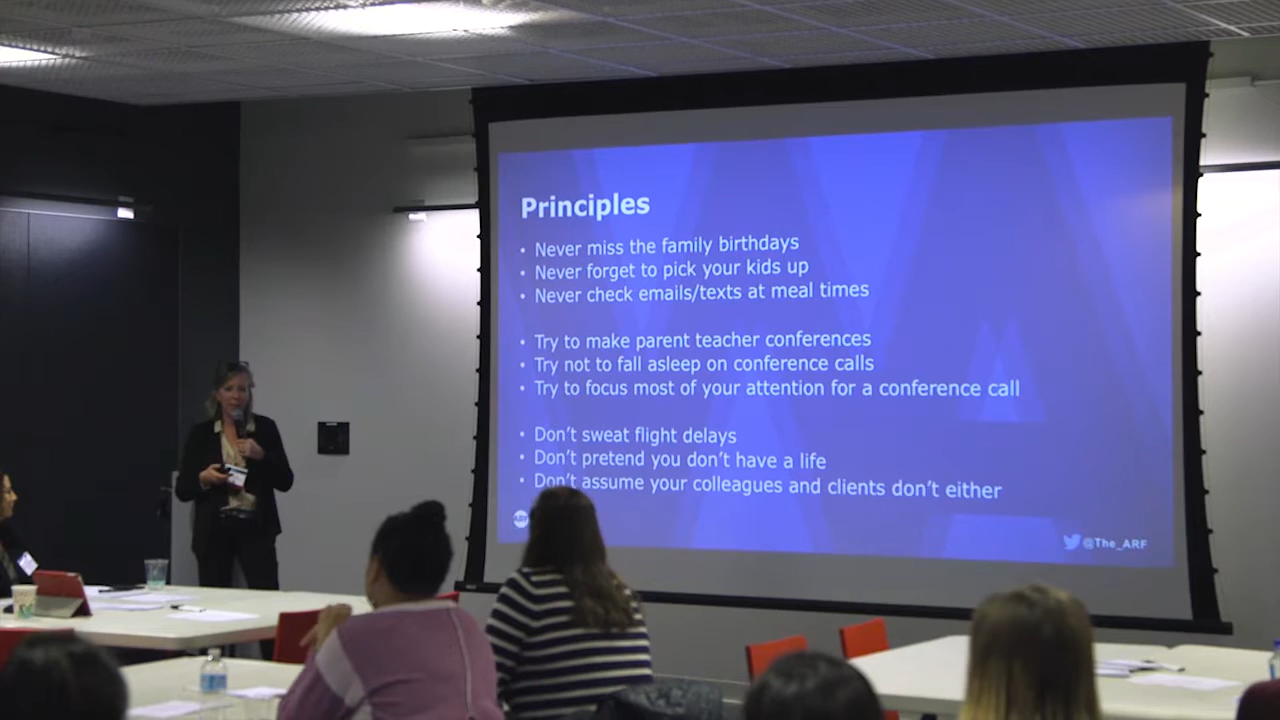 Principles
• Never miss the family birthdays
• Never forget to pick your kids up
• Never check emails/texts at meal times
• Try to make parent teacher conferences
• Try not to fall asleep on conference calls
• Try to focus most of your attention for a conference call
• Don't sweat flight delays
• Don't pretend you don't have a life
• Don't assume your colleagues and clients don't either
ARF
@The_ARF